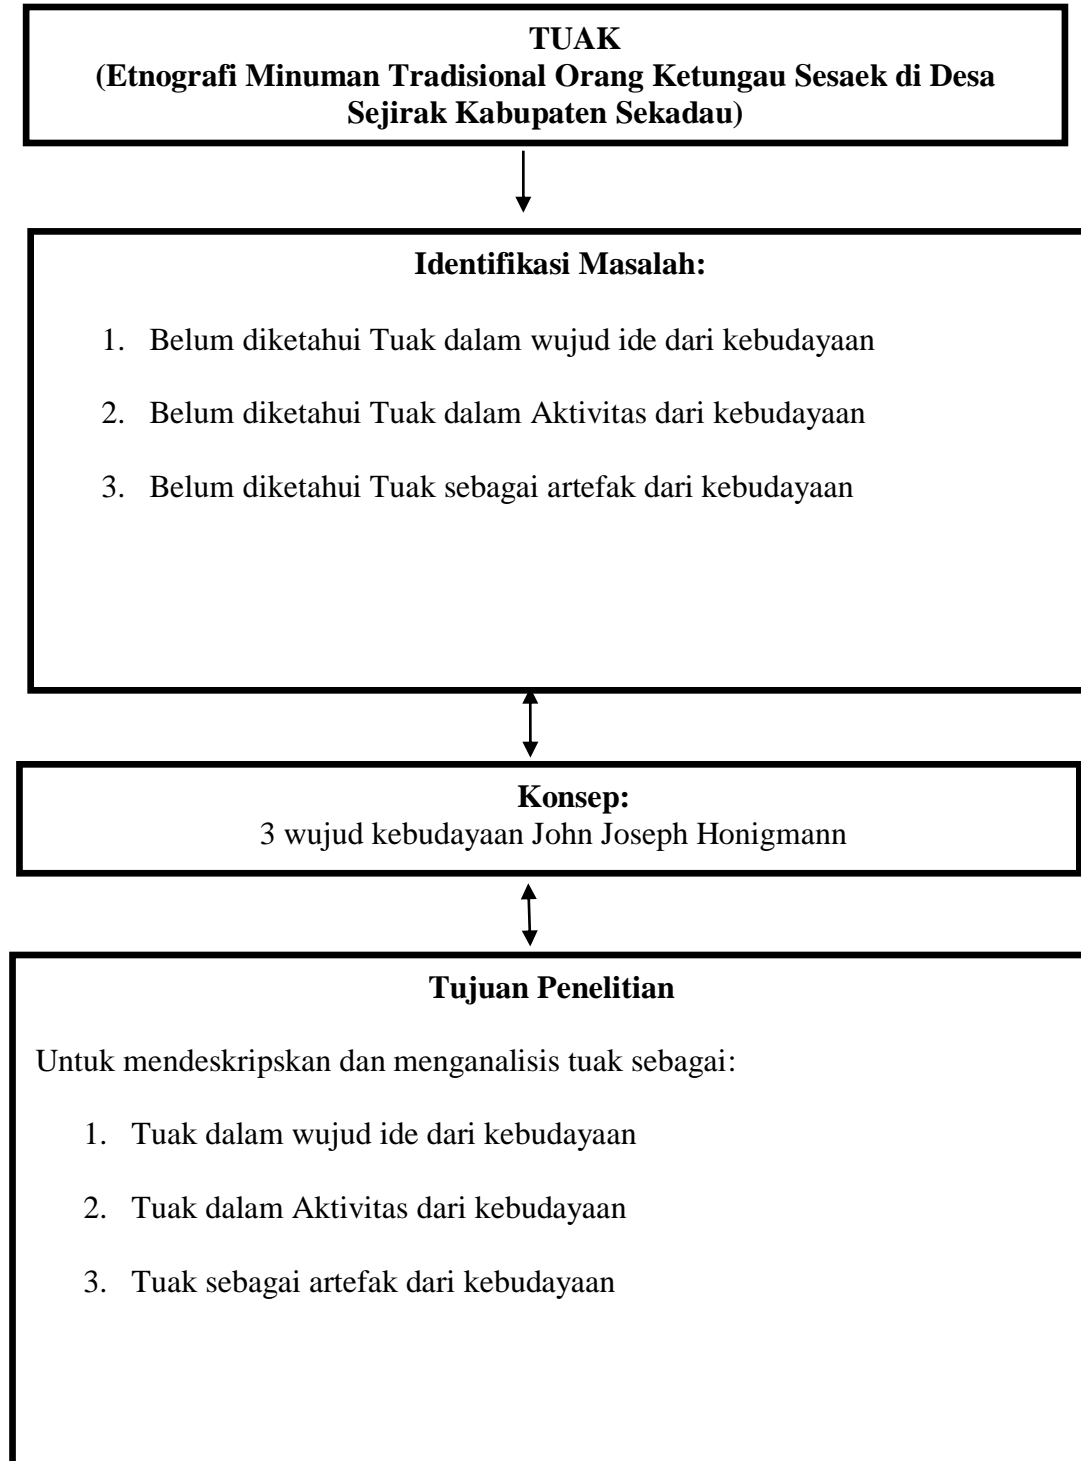 TUAK
(Etnografi Minuman Tradisional Orang Ketungau Sesaek di Desa
Sejirak Kabupaten Sekadau)
Identifikasi Masalah:
1. Belum diketahui Tuak dalam wujud ide dari kebudayaan
2. Belum diketahui Tuak dalam Aktivitas dari kebudayaan
3. Belum diketahui Tuak sebagai artefak dari kebudayaan
Konsep:
3 wujud kebudayaan John Joseph Honigmann
Tujuan Penelitian
Untuk mendeskripskan dan menganalisis tuak sebagai:
1. Tuak dalam wujud ide dari kebudayaan
2. Tuak dalam Aktivitas dari kebudayaan
3. Tuak sebagai artefak dari kebudayaan